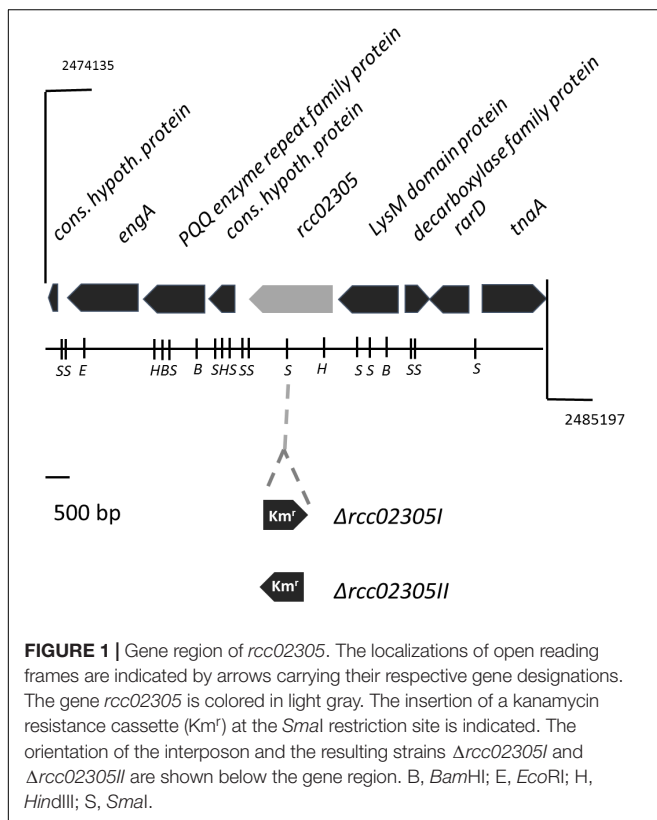 2474135
cons. hypoth. protein
engA
PQQ enzyme repeat family protein
cons. hypoth. protein
rcc02305
LysM domain protein
decarboxylase family protein
rarD
tnaA
SS E HBS B SHS SS S H S S B SS S
2485197
500 bp
Kmʳ Δrcc02305I
Kmʳ Δrcc02305II
FIGURE 1 | Gene region of rcc02305. The localizations of open reading
frames are indicated by arrows carrying their respective gene designations.
The gene rcc02305 is colored in light gray. The insertion of a kanamycin
resistance cassette (Kmʳ) at the SmaI restriction site is indicated. The
orientation of the interposon and the resulting strains Δrcc02305I and
Δrcc02305II are shown below the gene region. B, BamHI; E, EcoRI; H,
HindIII; S, SmaI.